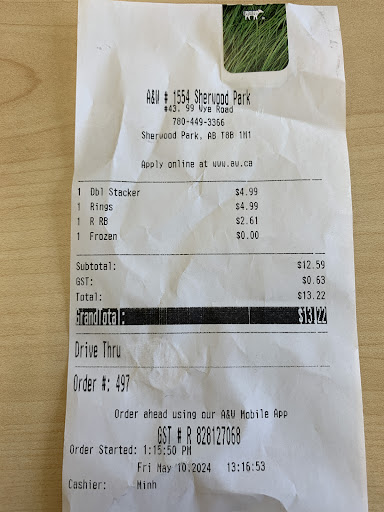 A&W # 1554 Sherwood Park
#43, 99 Wye Road
780-449-3366
Sherwood Park, AB T8B 1M1
Apply online at www.aw.ca
1 Dbl Stacker $4.99
1 Rings $4.99
1 R RB $2.61
1 Frozen $0.00
Subtotal: $12.59
GST: $0.63
Total: $13.22
GrandTotal: $13.22
Drive Thru
Order #: 497
Order ahead using our A&W Mobile App
GST # R 828127068
Order Started: 1:15:50 PM
Fri May 10.2024 13:16:53
Cashier: Minh